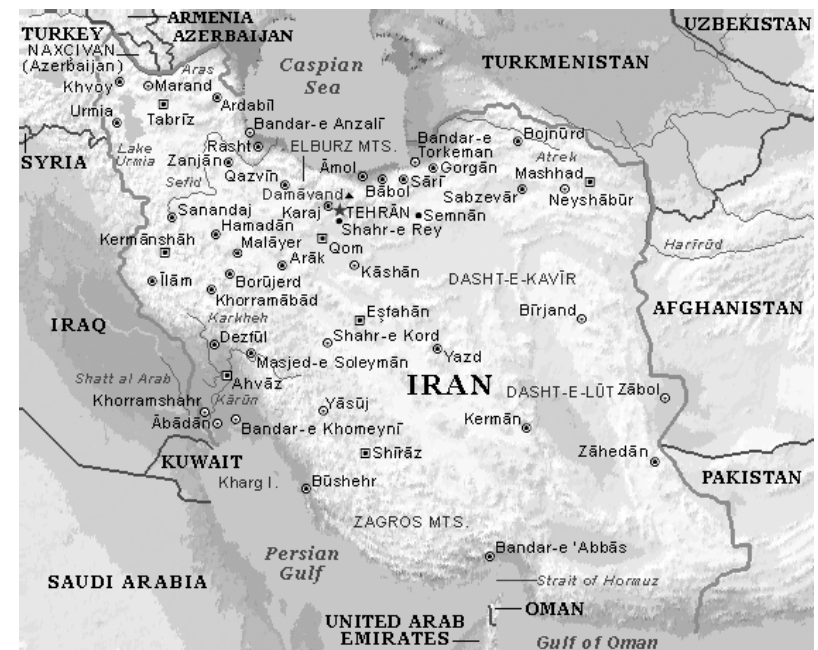 ARMENIA
UZBEKISTAN
TURKEY
AZERBAIJAN
NAXCIVAN
(Azerbaijan)
Caspian
Sea
TURKMENISTAN
Aras
Khvoy
Marand
Ardabīl
Urmia
Tabrīz
Bandar-e Anzalī
Bandar-e
Torkeman
Bojnūrd
Lake
Urmia
Rasht
ELBURZ MTS.
SYRIA
Zanjān
Āmol
Gorgān
Atrek
Mashhad
Sefid
Qazvīn
Bābol
Sārī
Damāvand
Sabzevār
Neyshābūr
Sanandaj
Karaj
TEHRĀN
Semnān
Hamadān
Shahr-e Rey
Kermānshāh
Malāyer
Qom
Harīrūd
Arāk
Kāshān
Īlām
Borūjerd
DASHT-E-KAVĪR
Khorramābād
Eşfahān
Bīrjand
AFGHANISTAN
IRAQ
Karkheh
Dezfūl
Shahr-e Kord
Masjed-e Soleymān
Yazd
Shatt al Arab
Ahvāz
IRAN
DASHT-E-LŪT
Zābol
Khorramshahr
Kārūn
Yāsūj
Ābādān
Bandar-e Khomeynī
Kermān
KUWAIT
Shīrāz
Zāhedān
Kharg I.
Būshehr
PAKISTAN
ZAGROS MTS.
Persian
Gulf
Bandar-e 'Abbās
SAUDI ARABIA
Strait of Hormuz
UNITED ARAB
EMIRATES
OMAN
Gulf of Oman